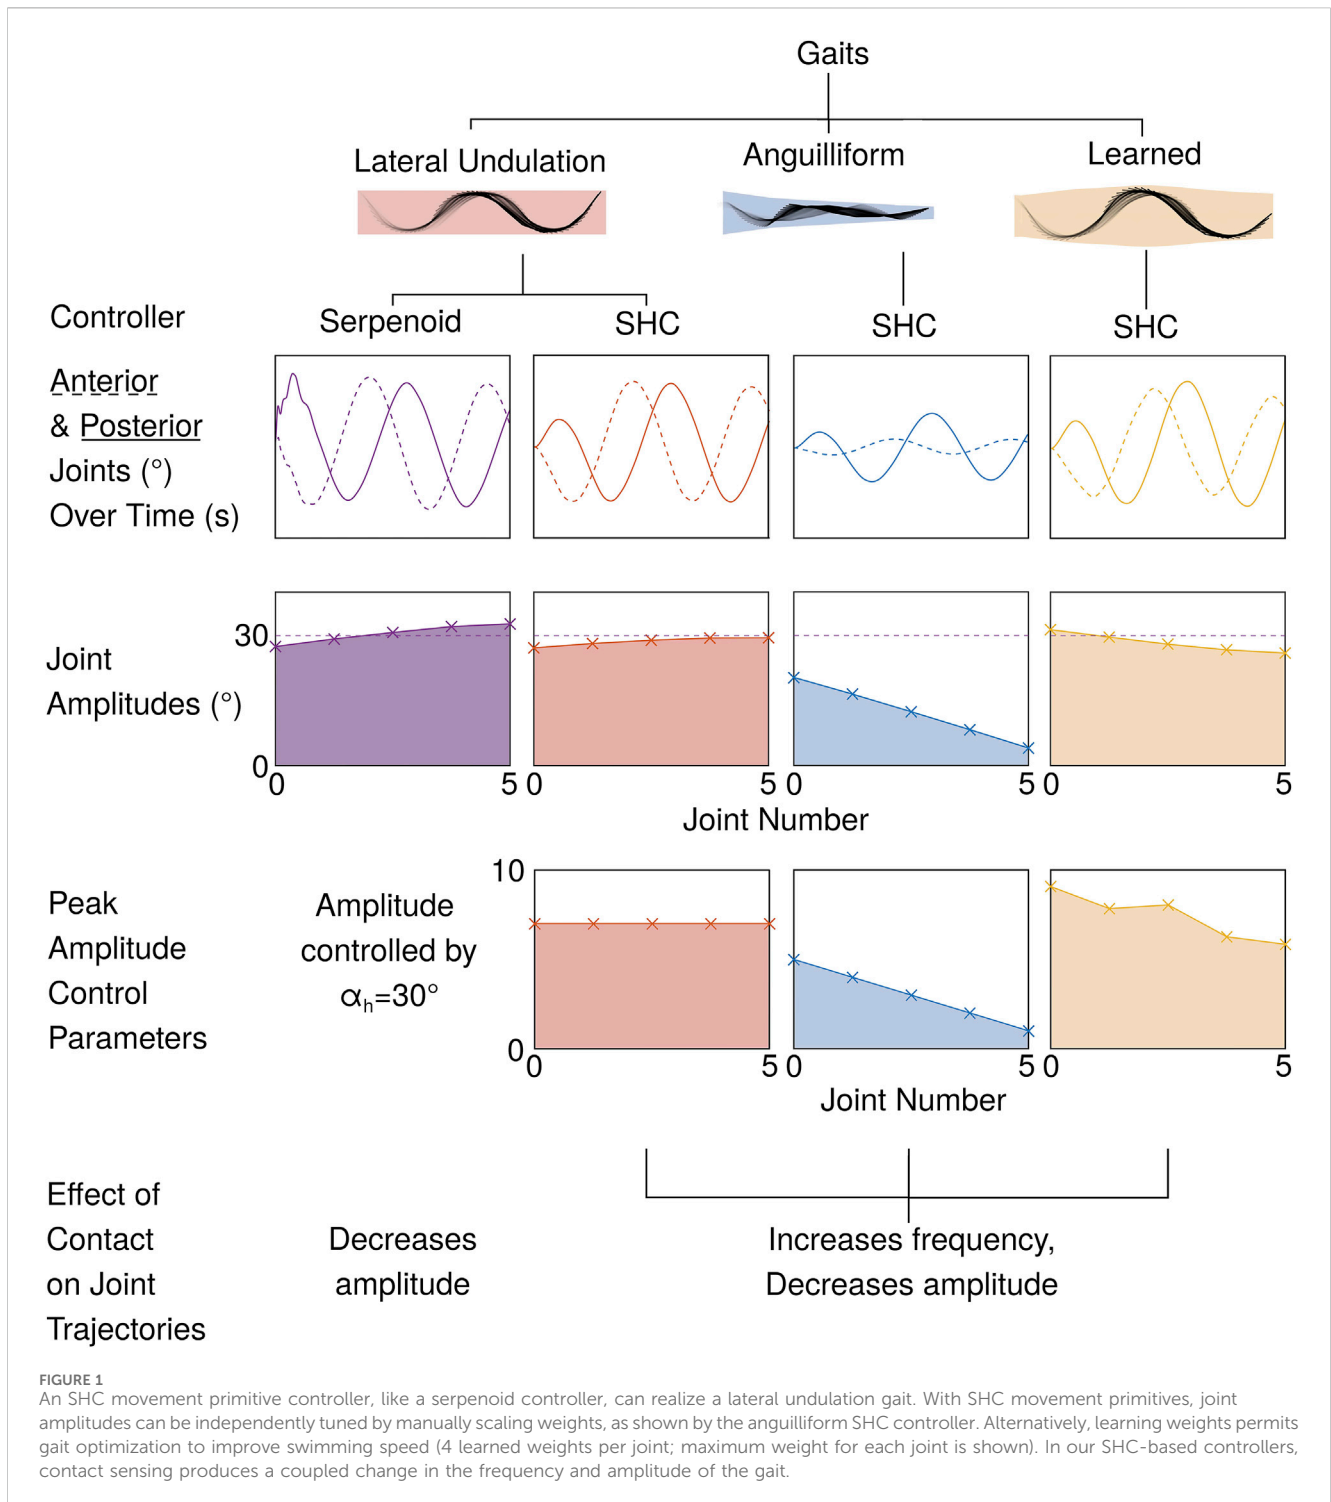 Gaits
Lateral Undulation
Anguilliform
Learned
Controller
Serpenoid
SHC
SHC
SHC
Anterior
& Posterior
Joints (°)
Over Time (s)
Joint
Amplitudes (°)
30
0
0
5
0
5
0
5
0
5
Joint Number
Peak
Amplitude
Control
Parameters
Amplitude
controlled by
αh=30°
10
0
0
5
0
5
0
5
Joint Number
Effect of
Contact
on Joint
Trajectories
Decreases
amplitude
Increases frequency,
Decreases amplitude
FIGURE 1
An SHC movement primitive controller, like a serpenoid controller, can realize a lateral undulation gait. With SHC movement primitives, joint
amplitudes can be independently tuned by manually scaling weights, as shown by the anguilliform SHC controller. Alternatively, learning weights permits
gait optimization to improve swimming speed (4 learned weights per joint; maximum weight for each joint is shown). In our SHC-based controllers,
contact sensing produces a coupled change in the frequency and amplitude of the gait.